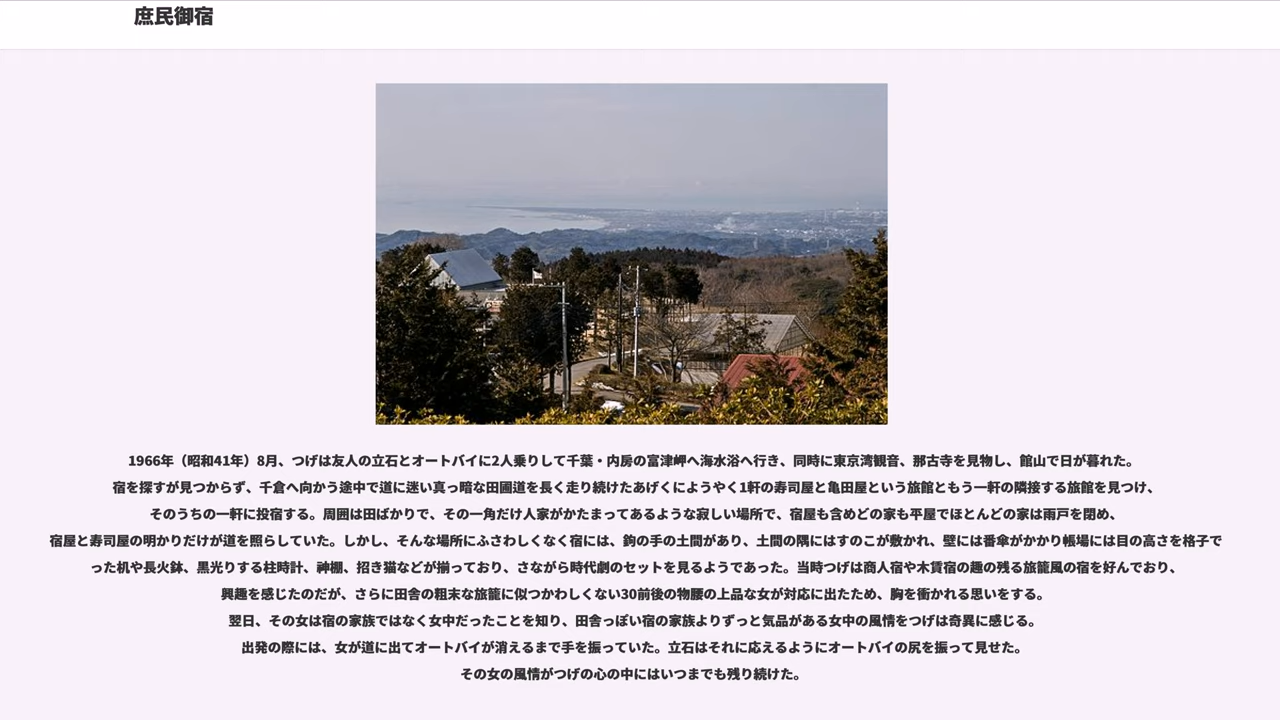 庶民御宿
1966年（昭和41年）8月、つげは友人の立石とオートバイに2人乗りして千葉・内房の富津岬へ海水浴へ行き、同時に東京湾観音、那古寺を見物し、館山で日が暮れた。
宿を探すが見つからず、千倉へ向かう途中で道に迷い真っ暗な田圃道を長く走り続けたあげくにようやく1軒の寿司屋と亀田屋という旅館ともう一軒の隣接する旅館を見つけ、
そのうちの一軒に投宿する。周囲は田ばかりで、その一角だけ人家がかたまってあるような寂しい場所で、宿屋も含めどの家も平屋でほとんどの家は雨戸を閉め、
宿屋と寿司屋の明かりだけが道を照らしていた。しかし、そんな場所にふさわしくなく宿には、鉤の手の土間があり、土間の隅にはすのこが敷かれ、壁には番傘がかかり帳場には目の高さを格子で
った机や長火鉢、黒光りする柱時計、神棚、招き猫などが揃っており、さながら時代劇のセットを見るようであった。当時つげは商人宿や木賃宿の趣の残る旅籠風の宿を好んでおり、
興趣を感じたのだが、さらに田舎の粗末な旅籠に似つかわしくない30前後の物腰の上品な女が対応に出たため、胸を衝かれる思いをする。
翌日、その女は宿の家族ではなく女中だったことを知り、田舎っぽい宿の家族よりずっと気品がある女中の風情をつげは奇異に感じる。
出発の際には、女が道に出てオートバイが消えるまで手を振っていた。立石はそれに応えるようにオートバイの尻を振って見せた。
その女の風情がつげの心の中にはいつまでも残り続けた。